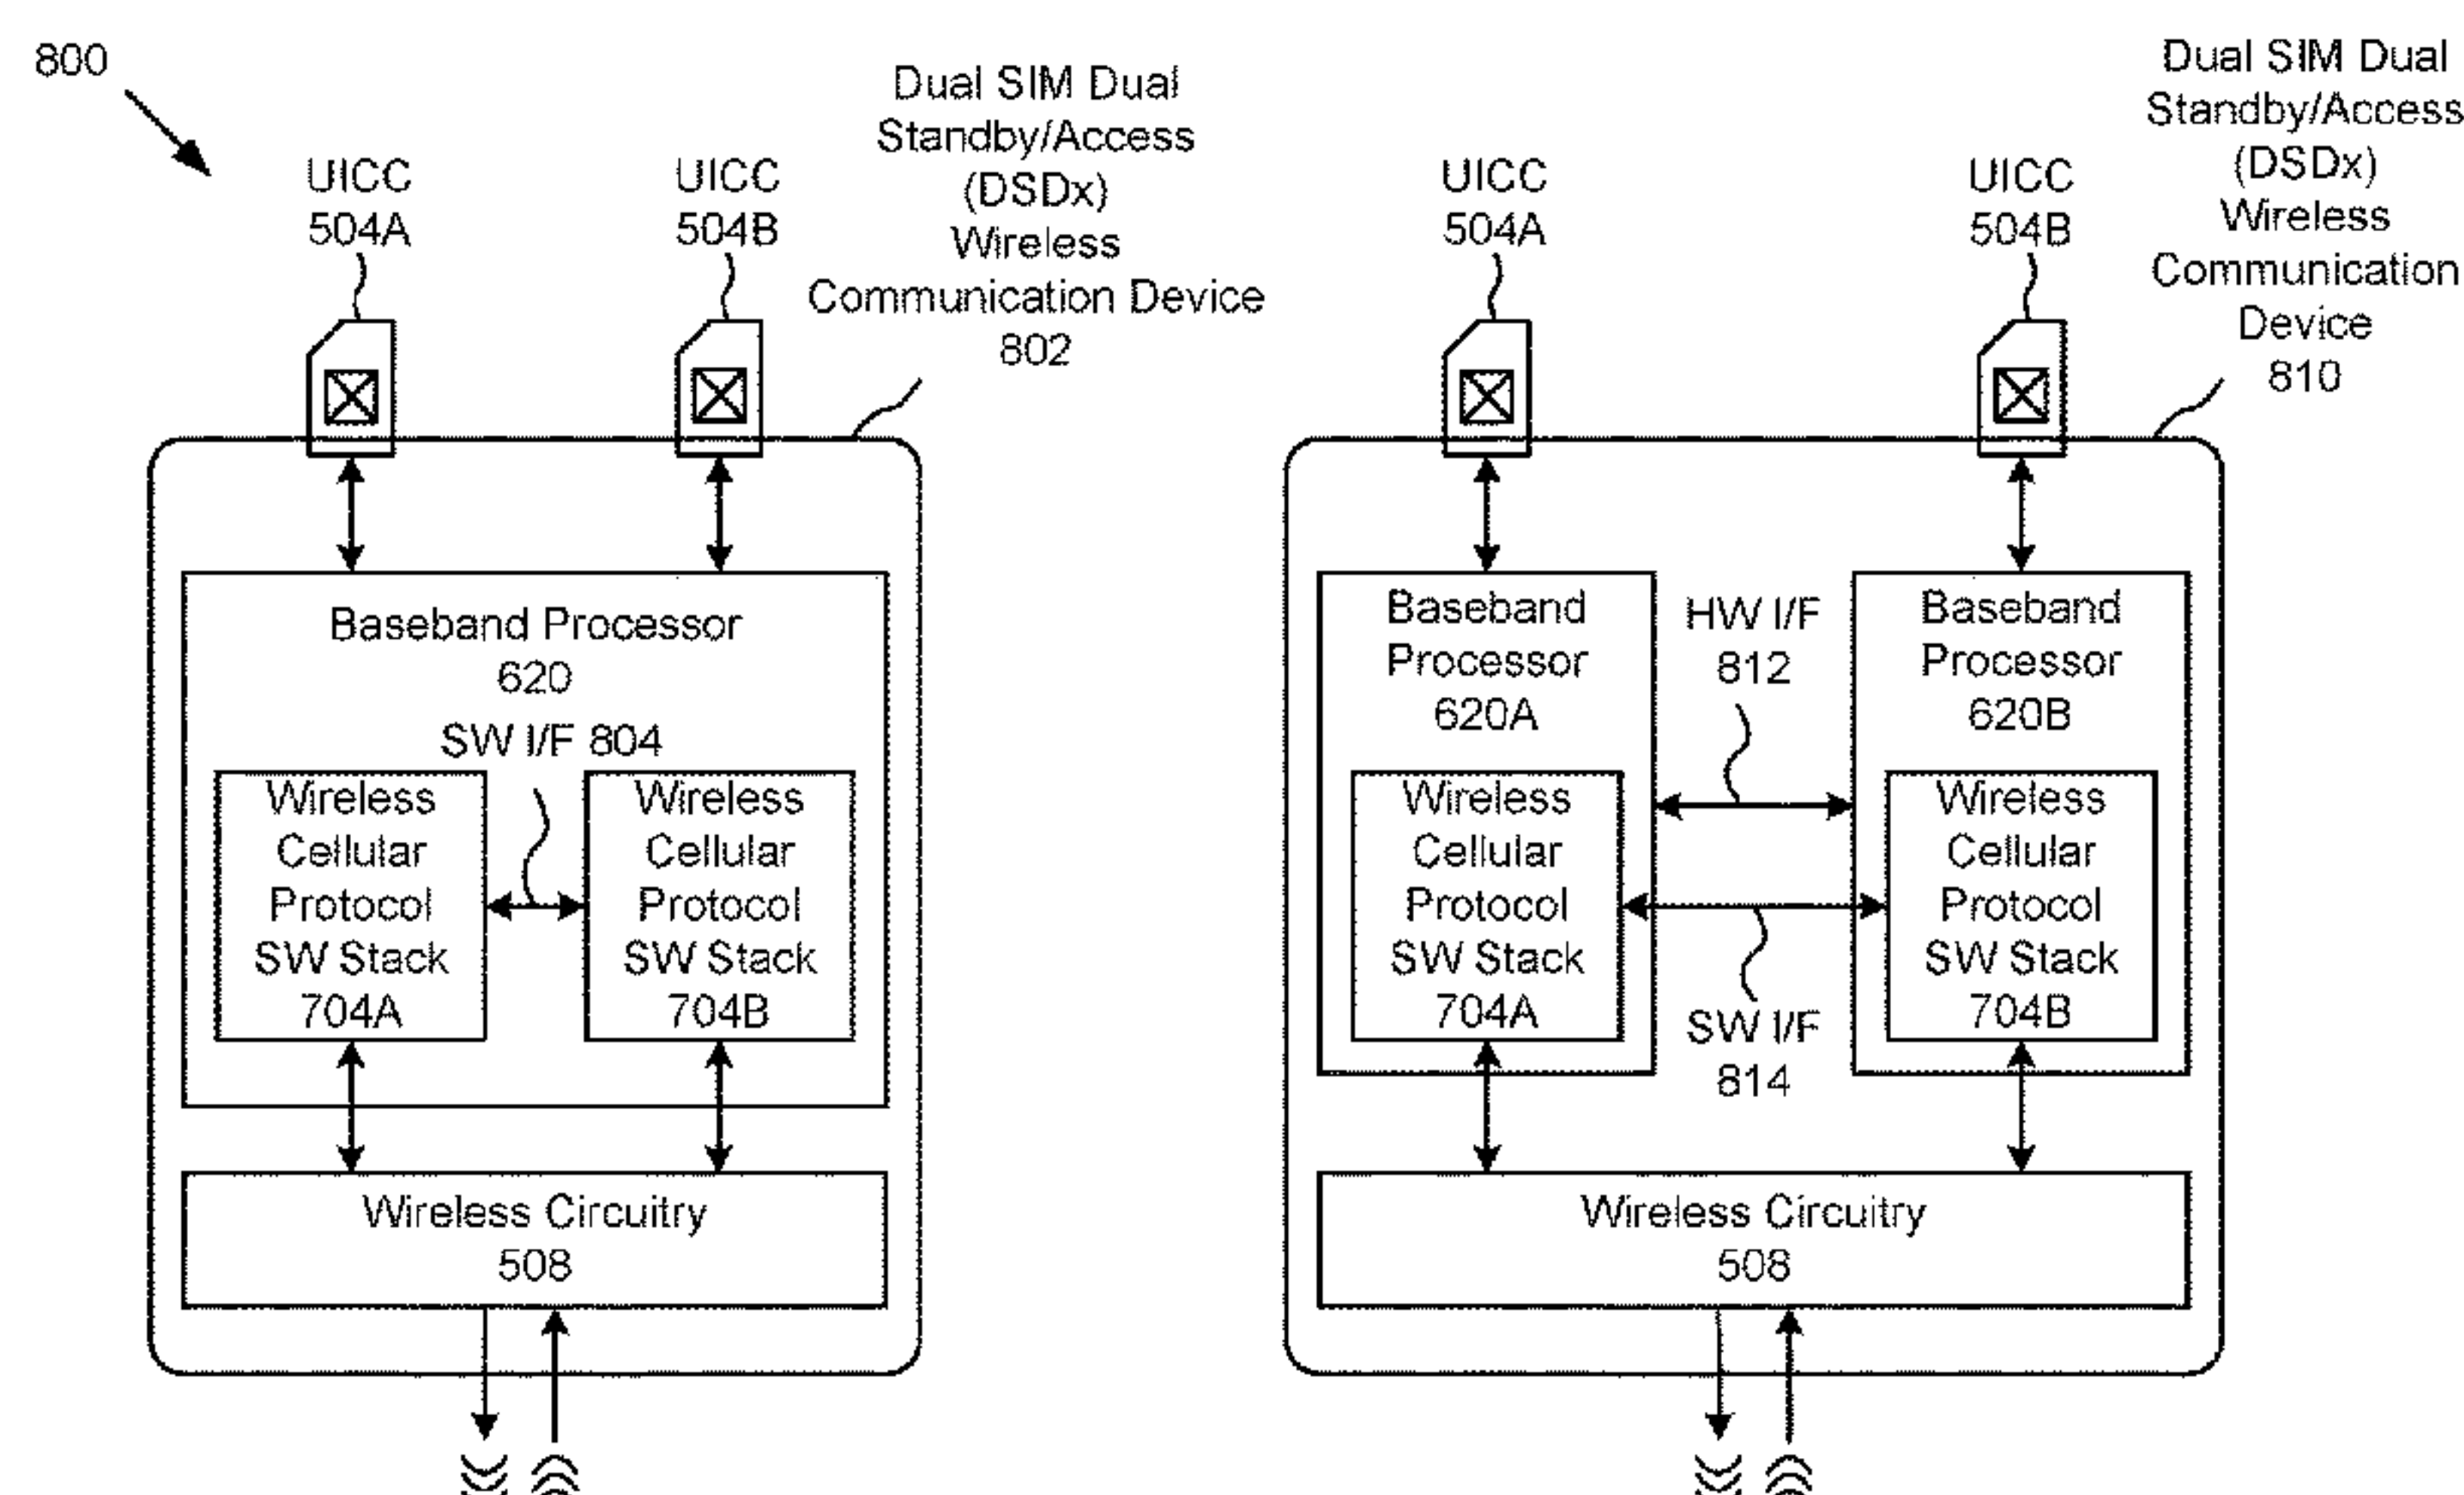 800
UICC
504A
UICC
504B
Dual SIM Dual
Standby/Access
(DSDx)
Wireless
Communication Device
802
Baseband Processor
620
SW I/F 804
Wireless
Cellular
Protocol
SW Stack
704A
Wireless
Cellular
Protocol
SW Stack
704B
Wireless Circuitry
508
UICC
504A
UICC
504B
Dual SIM Dual
Standby/Access
(DSDx)
Wireless
Communication
Device
810
Baseband
Processor
620A
HW I/F
812
Baseband
Processor
620B
Wireless
Cellular
Protocol
SW Stack
704A
SW I/F
814
Wireless
Cellular
Protocol
SW Stack
704B
Wireless Circuitry
508